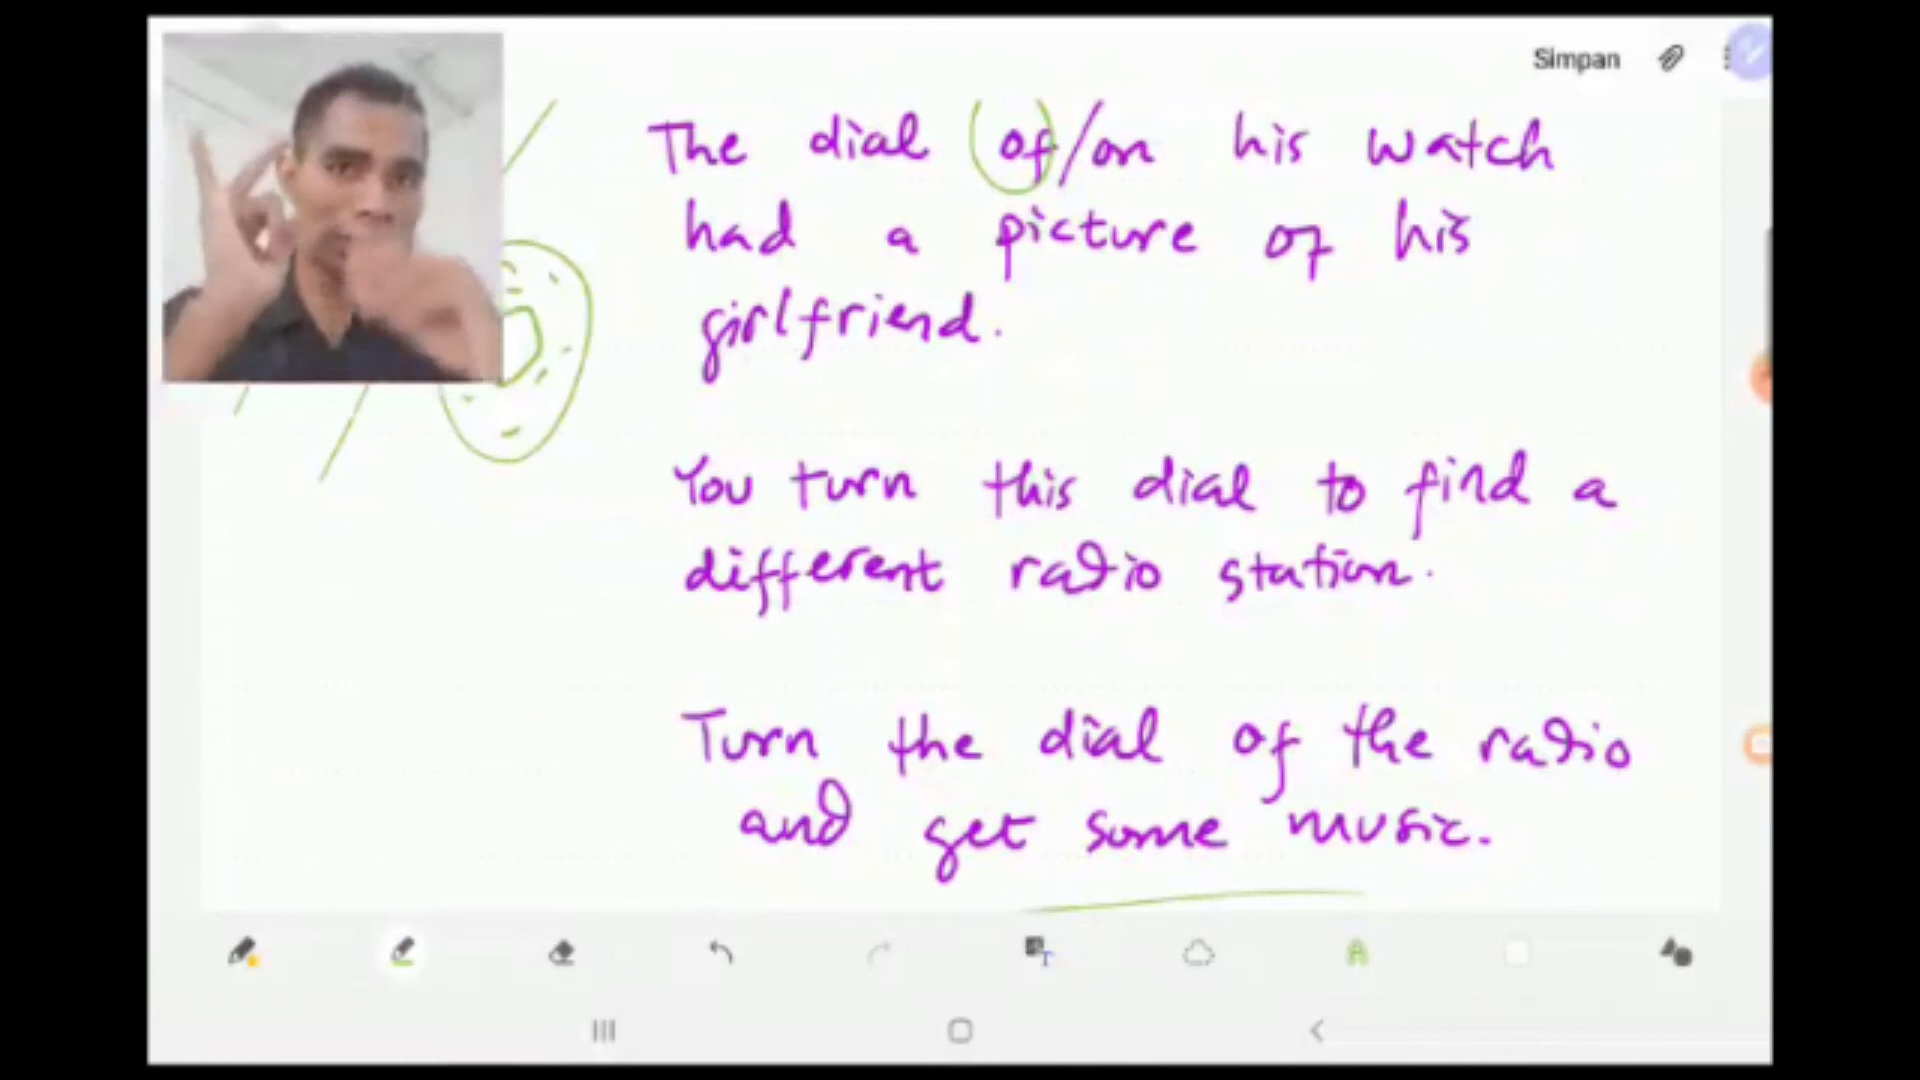 Simpan
The dial of/on his watch
had a picture of his
girlfriend.
You turn this dial to find a
different radio station.
Turn the dial of the radio
and get some music.